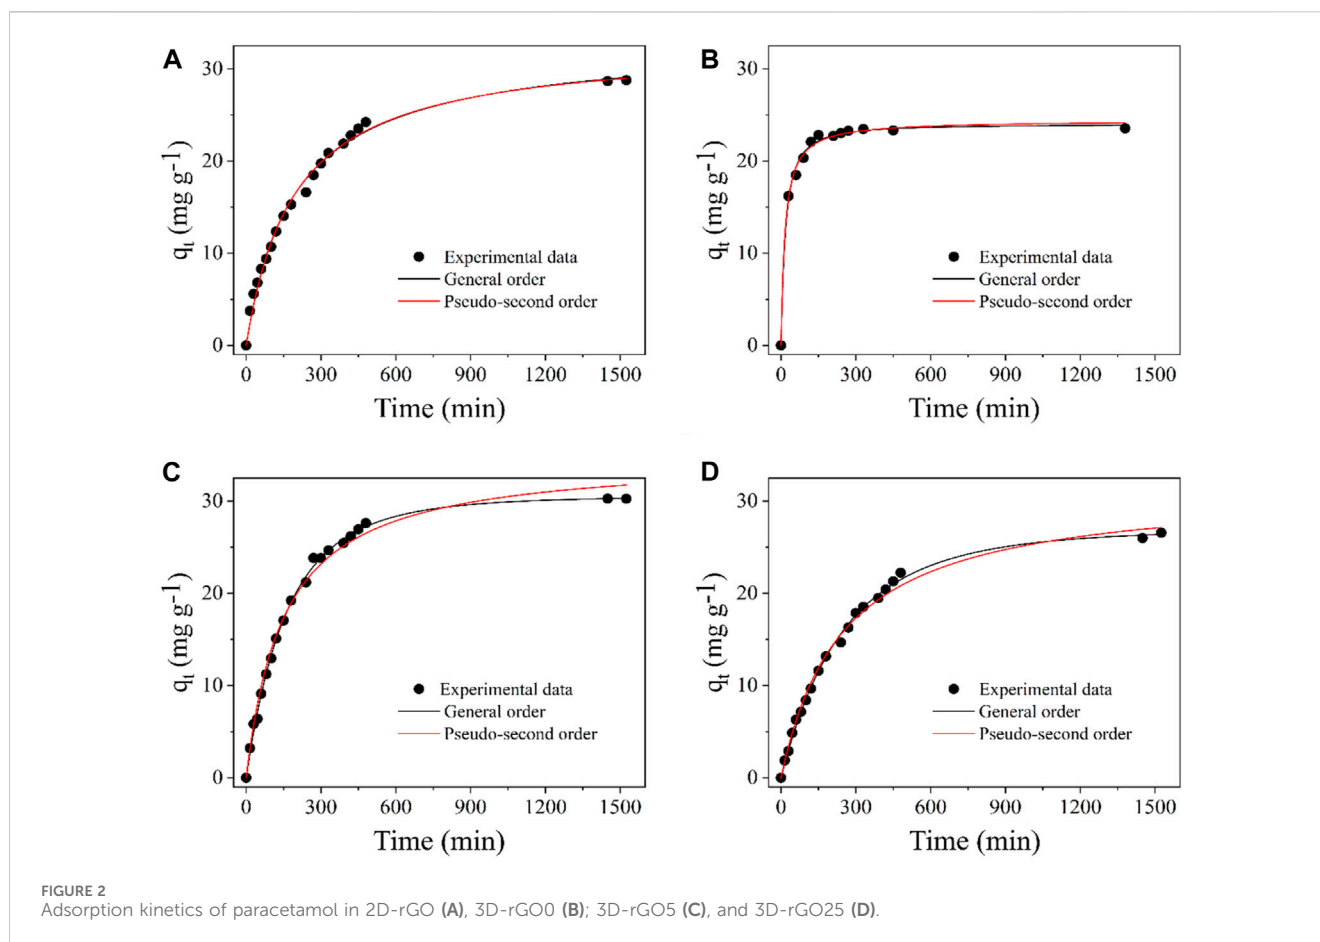 A
30
20
10
0
qt (mg g-1)
Experimental data
General order
Pseudo-second order
0 300 600 900 1200 1500
Time (min)
B
30
20
10
0
qt (mg g-1)
Experimental data
General order
Pseudo-second order
0 300 600 900 1200 1500
Time (min)
C
30
20
10
0
qt (mg g-1)
Experimental data
General order
Pseudo-second order
0 300 600 900 1200 1500
Time (min)
D
30
20
10
0
qt (mg g-1)
Experimental data
General order
Pseudo-second order
0 300 600 900 1200 1500
Time (min)
FIGURE 2
Adsorption kinetics of paracetamol in 2D-rGO (A), 3D-rGO0 (B); 3D-rGO5 (C), and 3D-rGO25 (D).